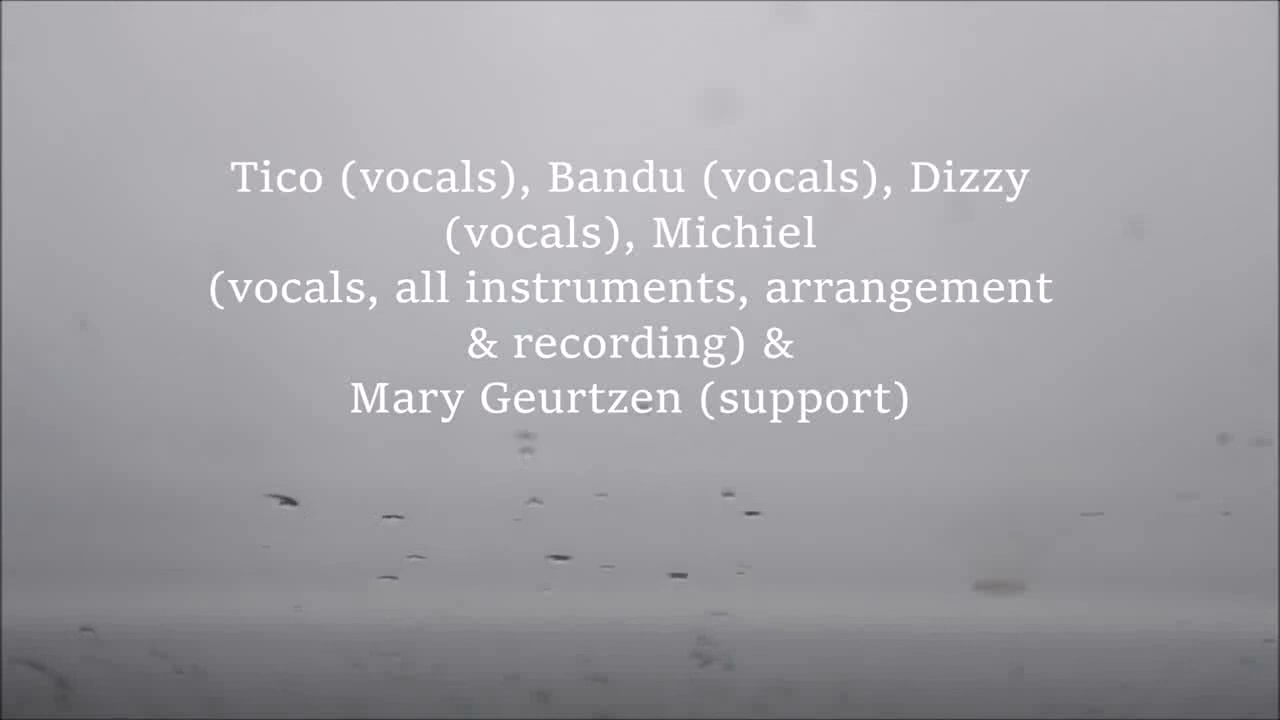 Tico (vocals), Bandu (vocals), Dizzy
(vocals), Michiel
(vocals, all instruments, arrangement
& recording) &
Mary Geurtzen (support)